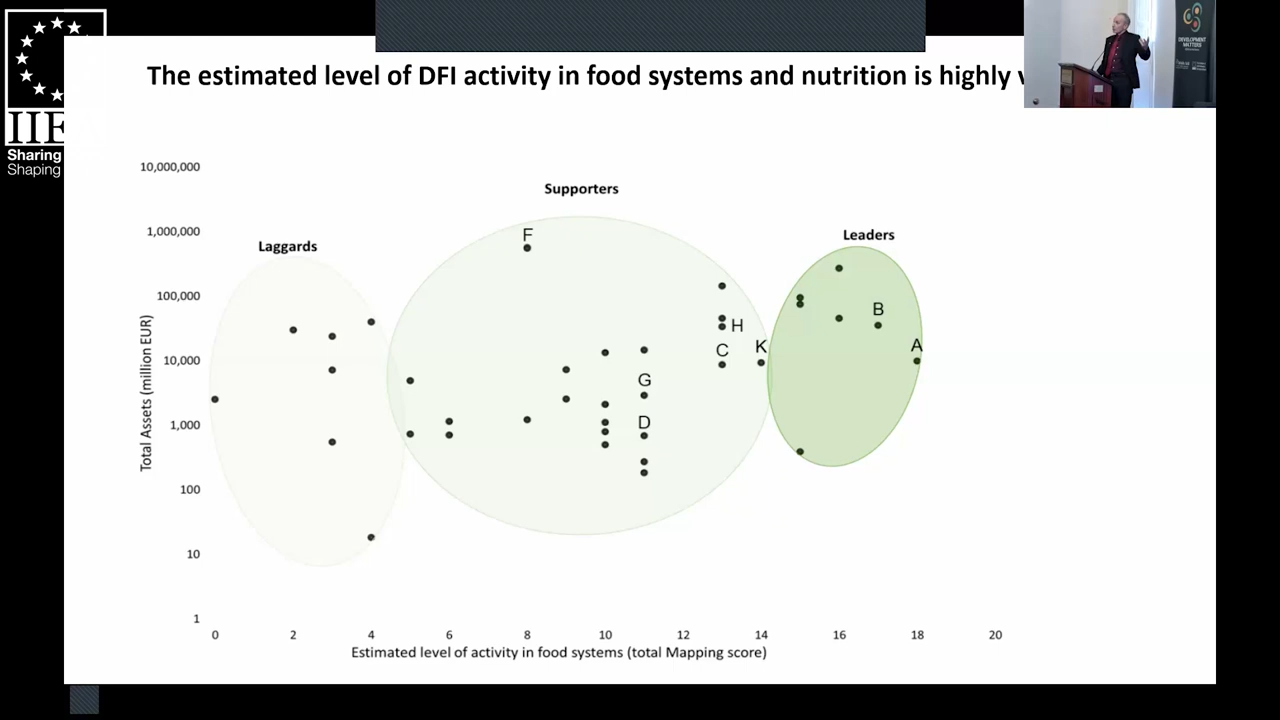 The estimated level of DFI activity in food systems and nutrition is highly
IIE
Sharing
Shaping
DEVELOPMENT
MATTERS
10,000,000
Supporters
1,000,000
F
Leaders
Laggards
100,000
B
H
A
K
C
10,000
G
D
1,000
100
10
1
Total Assets (million EUR)
0 2 4 6 8 10 12 14 16 18 20
Estimated level of activity in food systems (total Mapping score)